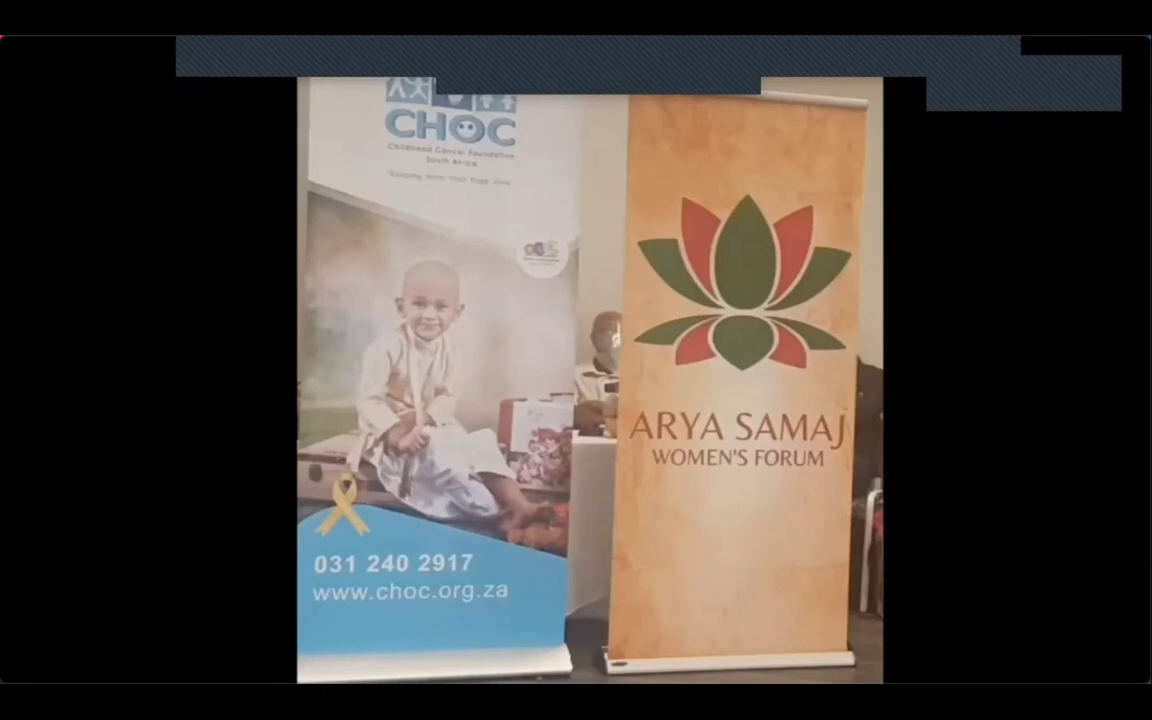 CHOC
Childhood Cancer Foundation
South Africa
031 240 2917
www.choc.org.za
ARYA SAMAJ
WOMEN'S FORUM